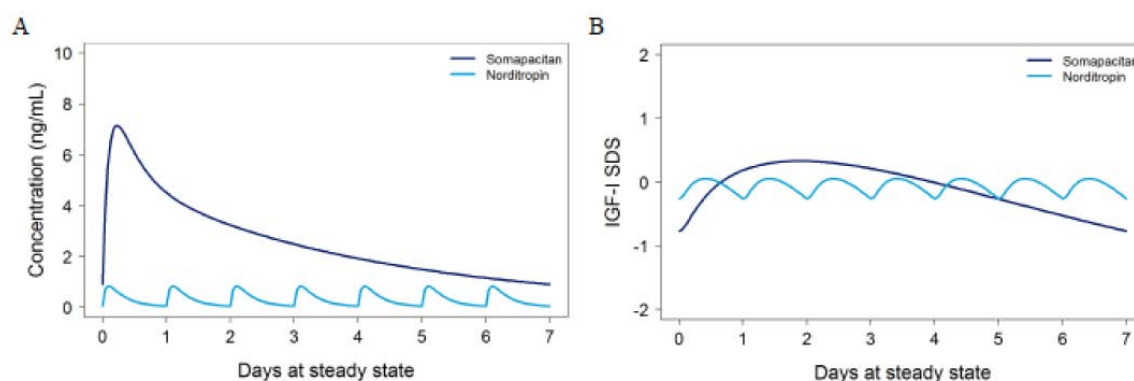 A
B
Concentration (ng/mL)
10
8
6
4
2
0
Somapacitan
Norditropin
0 1 2 3 4 5 6 7
Days at steady state
IGF-I SDS
2
1
0
-1
-2
Somapacitan
Norditropin
0 1 2 3 4 5 6 7
Days at steady state